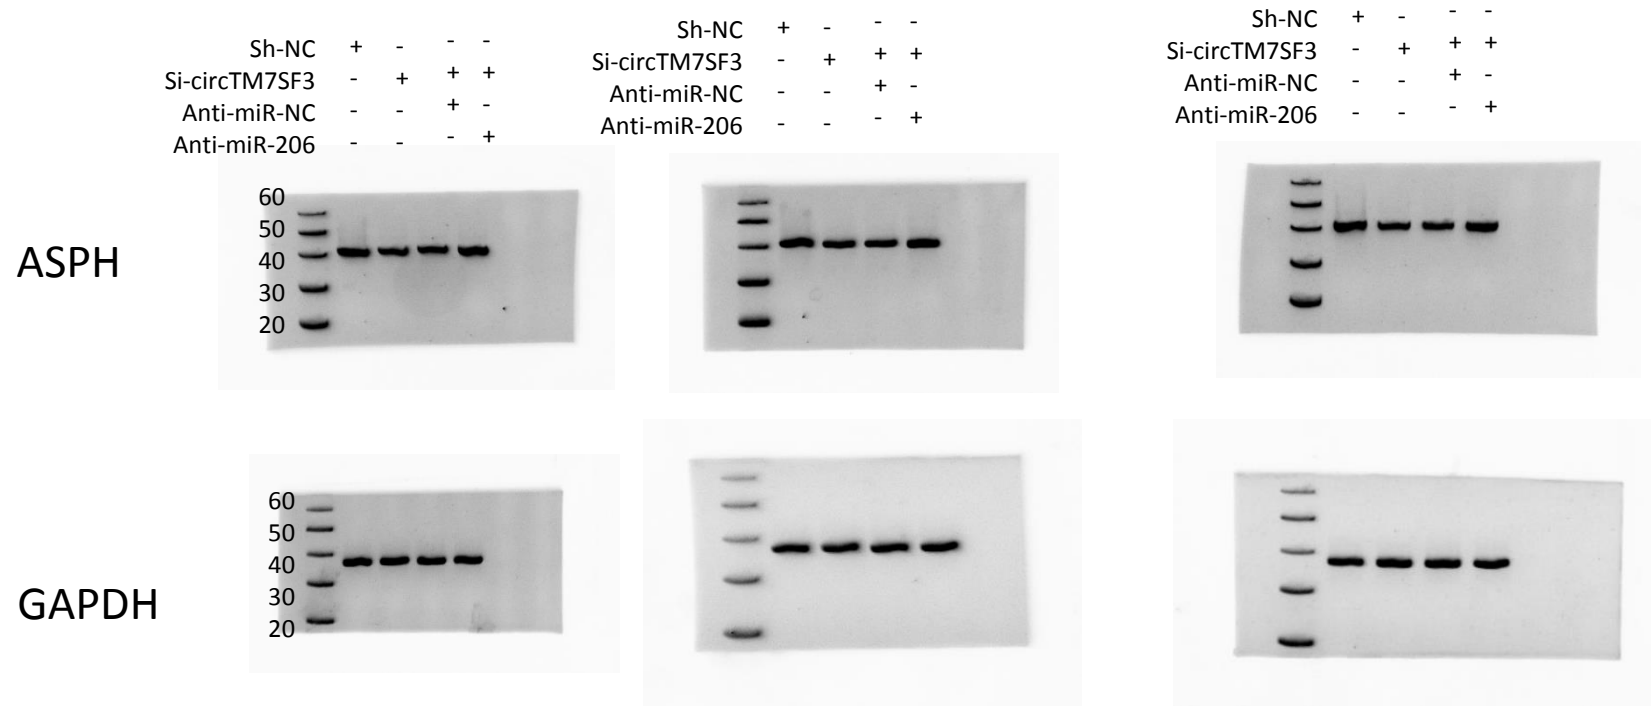 Sh-NC + - - -
Si-circTM7SF3 - + + +
Anti-miR-NC - - + -
Anti-miR-206 - - - +
Sh-NC + - - -
Si-circTM7SF3 - + + +
Anti-miR-NC - - + -
Anti-miR-206 - - - +
Sh-NC + - - -
Si-circTM7SF3 - + + +
Anti-miR-NC - - + -
Anti-miR-206 - - - +
ASPH
60
50
40
30
20
GAPDH
60
50
40
30
20